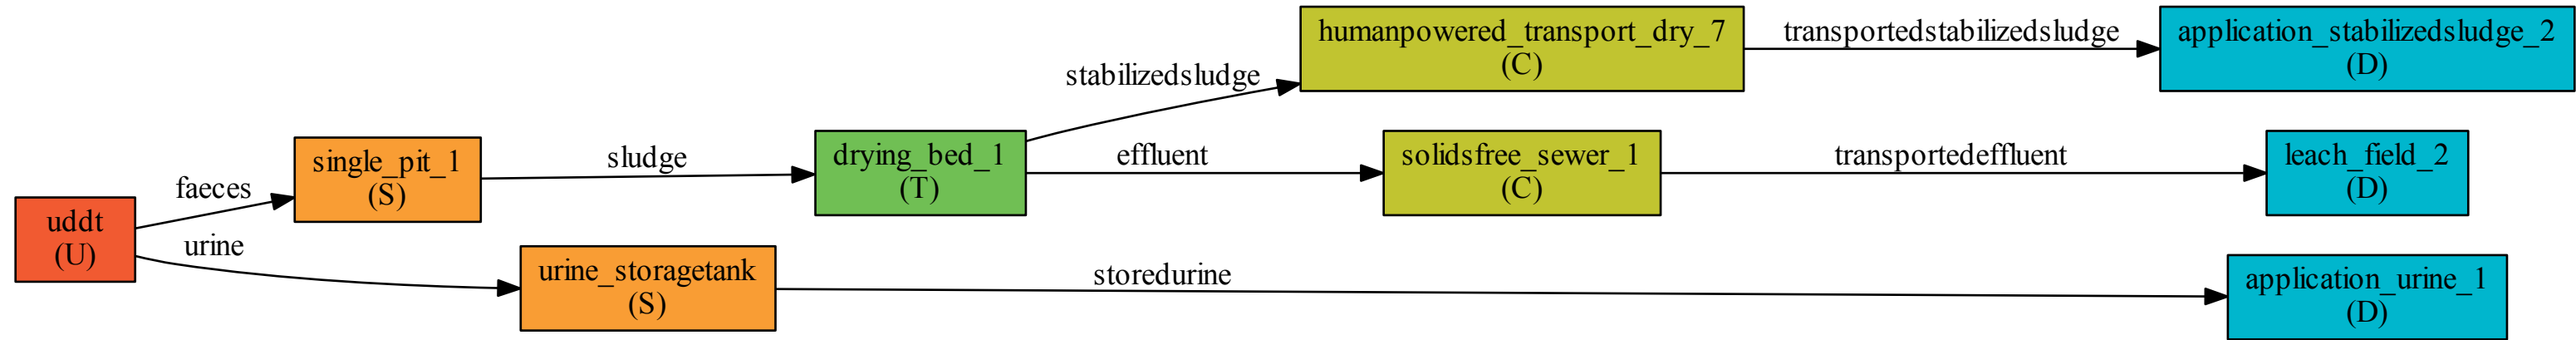 uddt
(U)
faeces
urine
single_pit_1
(S)
urine_storagetank
(S)
sludge
storedurine
drying_bed_1
(T)
stabilizedsludge
effluent
humanpowered_transport_dry_7
(C)
solidsfree_sewer_1
(C)
transportedstabilizedsludge
transportedeffluent
application_stabilizedsludge_2
(D)
leach_field_2
(D)
application_urine_1
(D)